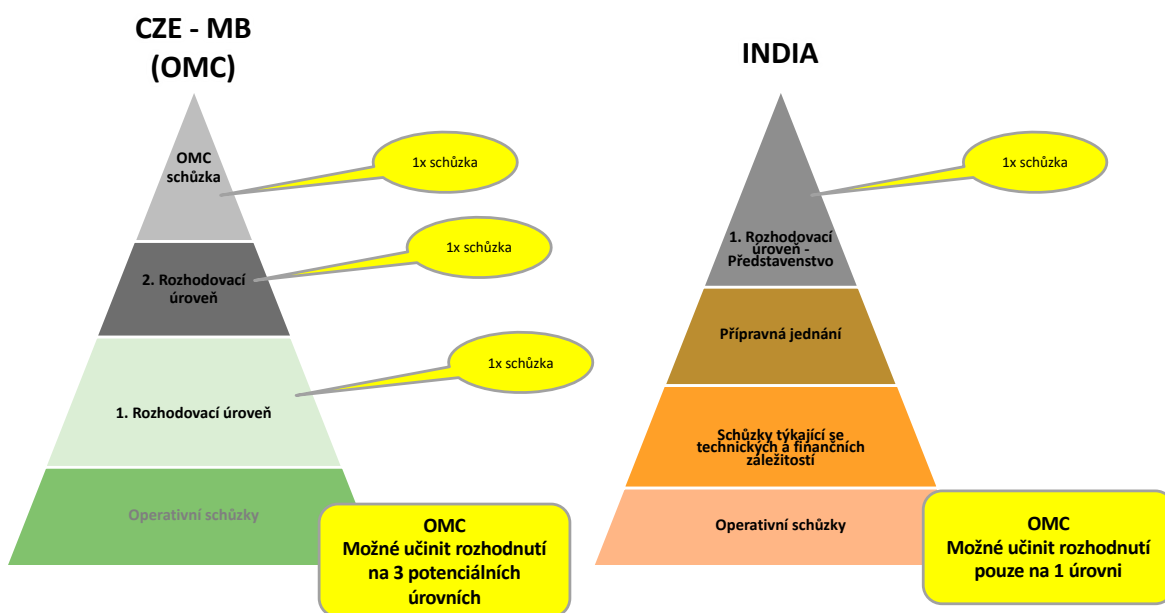 CZE - MB
(OMC)
OMC
schůzka
1x schůzka
2. Rozhodovací
úroveň
1x schůzka
1. Rozhodovací úroveň
1x schůzka
Operativní schůzky
OMC
Možné učinit rozhodnutí
na 3 potenciálních
úrovních
INDIA
1x schůzka
1. Rozhodovací
úroveň -
Představenstvo
Přípravná jednání
Schůzky týkající se
technických a finančních
záležitostí
Operativní schůzky
OMC
Možné učinit rozhodnutí
pouze na 1 úrovni